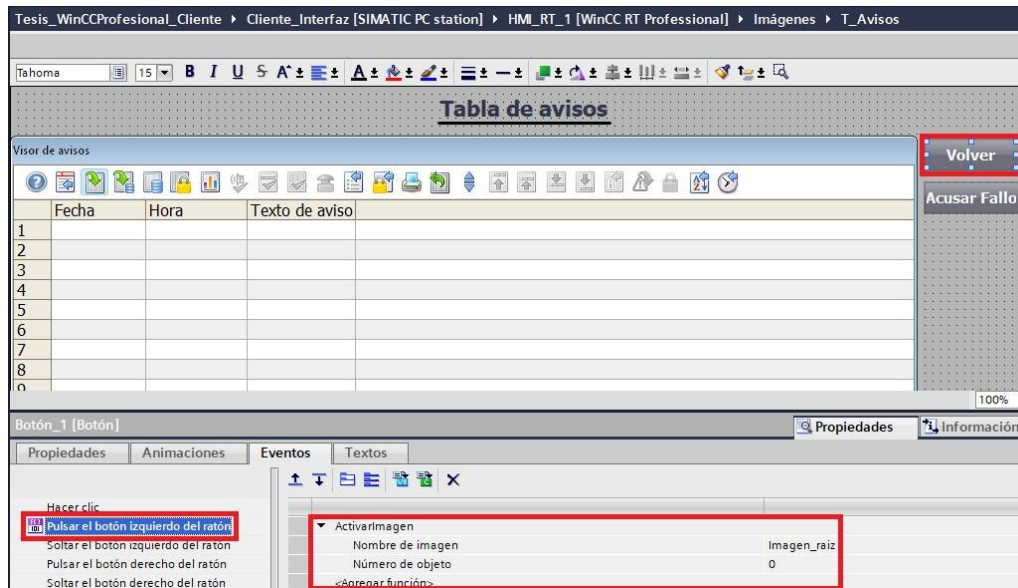 Tesis_WinCCProfesional_Cliente ▸ Cliente_Interfaz [SIMATIC PC station] ▸ HMI_RT_1 [WinCC RT Professional] ▸ Imágenes ▸ T_Avisos
Tahoma 15 B I U S A A
Tabla de avisos
Visor de avisos
Volver
Acusar Fallo
Fecha Hora Texto de aviso
1
2
3
4
5
6
7
8
9
100%
Botón_1 [Botón] Propiedades Información
Propiedades Animaciones Eventos Textos
Hacer clic
Pulsar el botón izquierdo del ratón ActivarImagen
Soltar el botón izquierdo del ratón Nombre de imagen Imagen_raiz
Pulsar el botón derecho del ratón Número de objeto 0
Soltar el botón derecho del ratón <Agregar función>